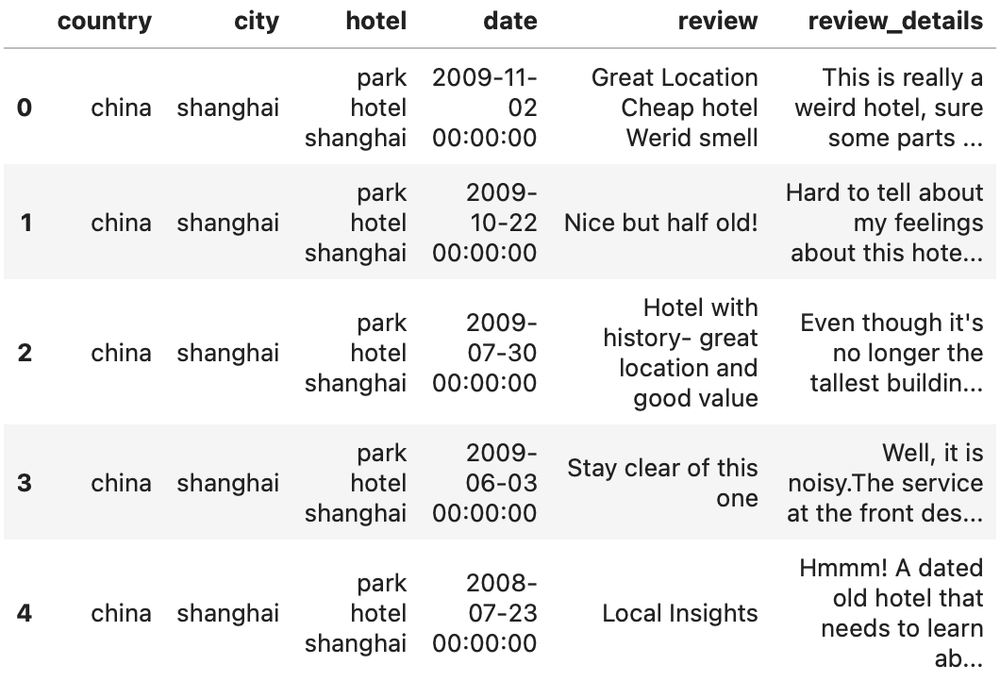 country city hotel date review review_details
0 china shanghai park hotel shanghai 2009-11-02 00:00:00 Great Location Cheap hotel Werid smell This is really a weird hotel, sure some parts ...
1 china shanghai park hotel shanghai 2009-10-22 00:00:00 Nice but half old! Hard to tell about my feelings about this hote...
2 china shanghai park hotel shanghai 2009-07-30 00:00:00 Hotel with history- great location and good value Even though it's no longer the tallest buildin...
3 china shanghai park hotel shanghai 2009-06-03 00:00:00 Stay clear of this one Well, it is noisy.The service at the front des...
4 china shanghai park hotel shanghai 2008-07-23 00:00:00 Local Insights Hmmm! A dated old hotel that needs to learn ab...